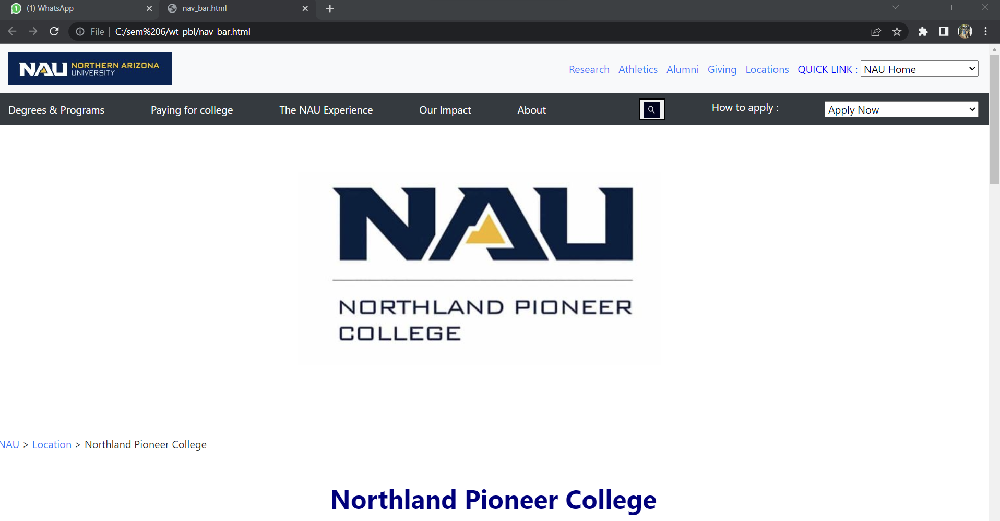 (1) WhatsApp
nav_bar.html
File | C:/sem%206/wt_pbl/nav_bar.html
NAU NORTHERN ARIZONA
UNIVERSITY
Research Athletics Alumni Giving Locations QUICK LINK : NAU Home
Degrees & Programs Paying for college The NAU Experience Our Impact About How to apply : Apply Now
NAU
NORTHLAND PIONEER
COLLEGE
NAU > Location > Northland Pioneer College
Northland Pioneer College